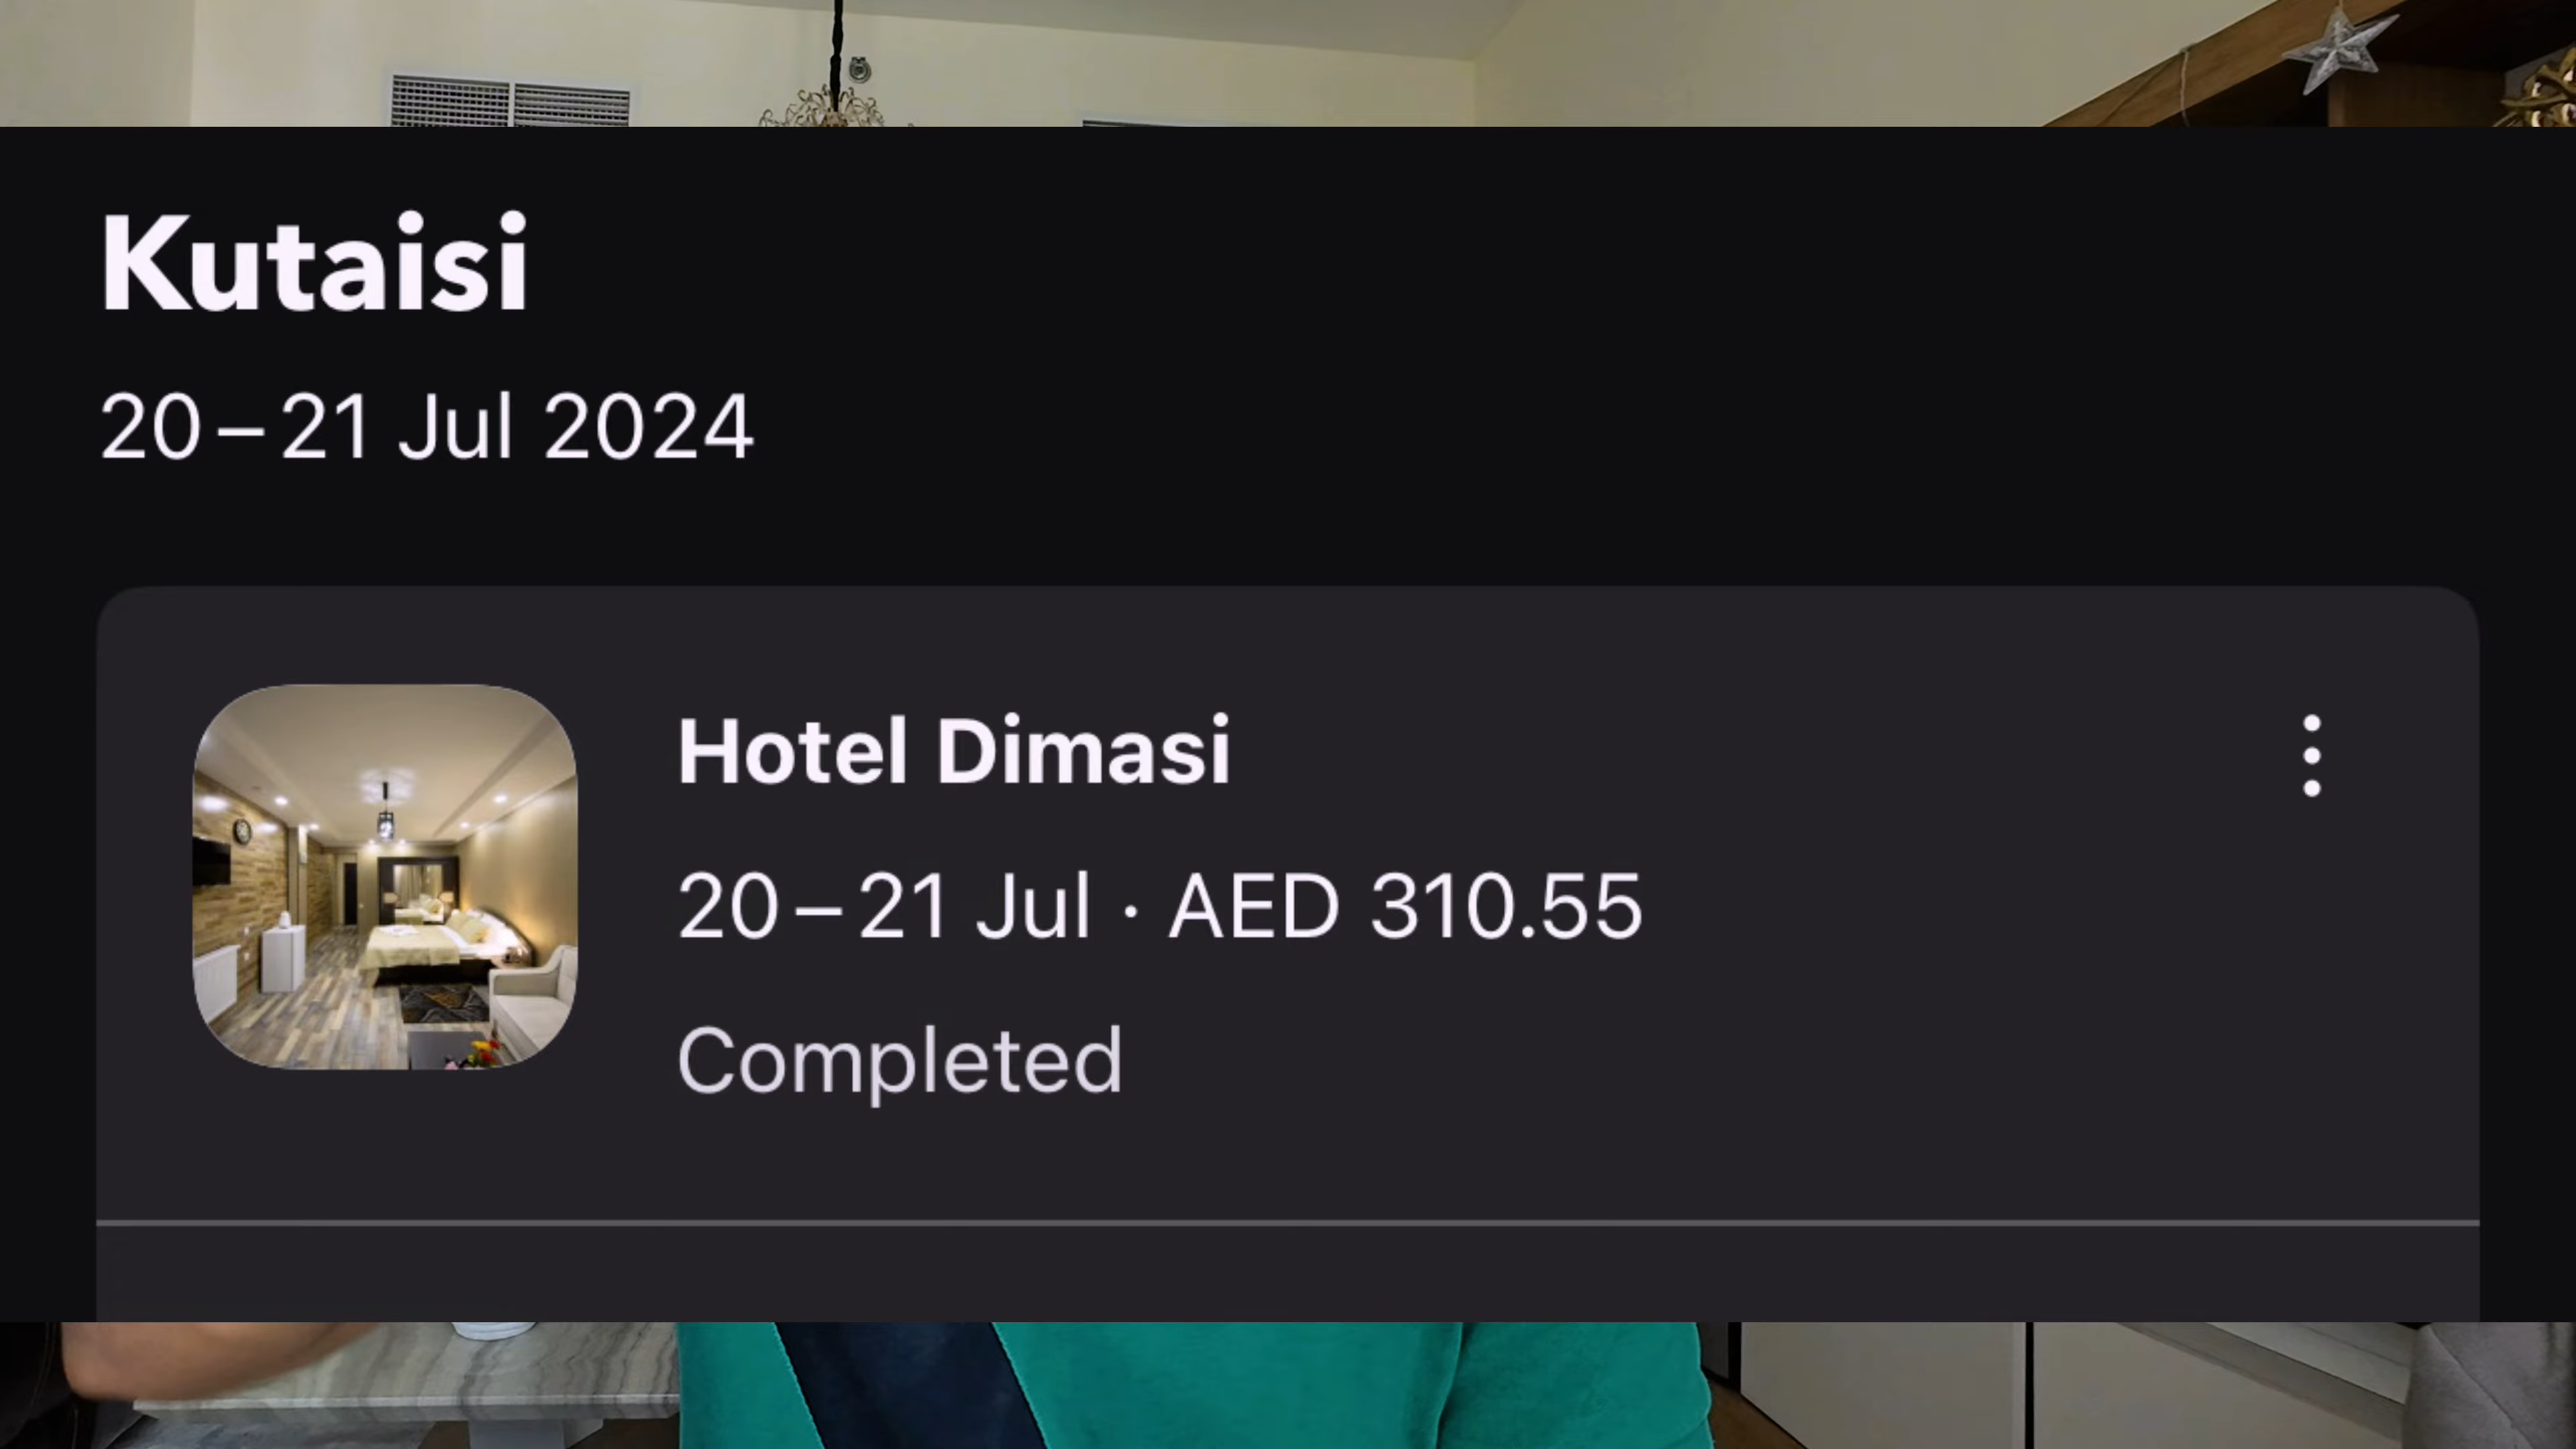 Kutaisi
20 – 21 Jul 2024
Hotel Dimasi
20 – 21 Jul · AED 310.55
Completed